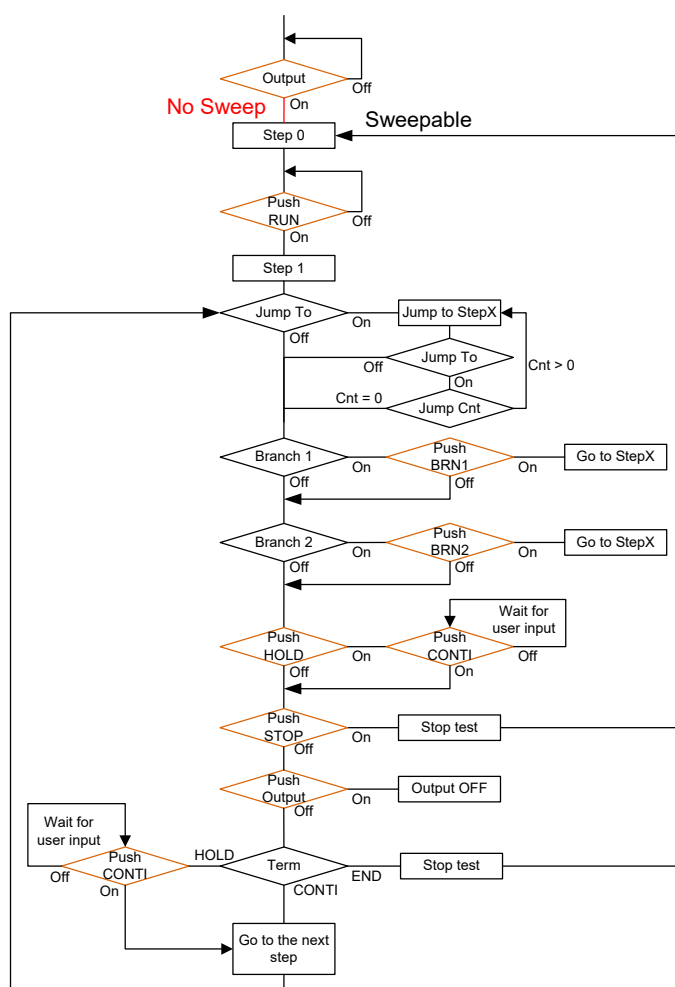 Output
Off
On
No Sweep
Sweepable
Step 0
Push
RUN
Off
On
Step 1
Jump To
On
Jump to StepX
Off
Jump To
Off
On
Cnt > 0
Cnt = 0
Jump Cnt
Branch 1
On
Push
BRN1
On
Go to StepX
Off
Off
Branch 2
On
Push
BRN2
On
Go to StepX
Off
Off
Wait for
user input
Push
HOLD
On
Push
CONTI
Off
Off
On
Push
STOP
On
Stop test
Off
Push
Output
On
Output OFF
Off
Wait for
user input
Push
CONTI
HOLD
Off
On
Term
END
Stop test
CONTI
Go to the next
step